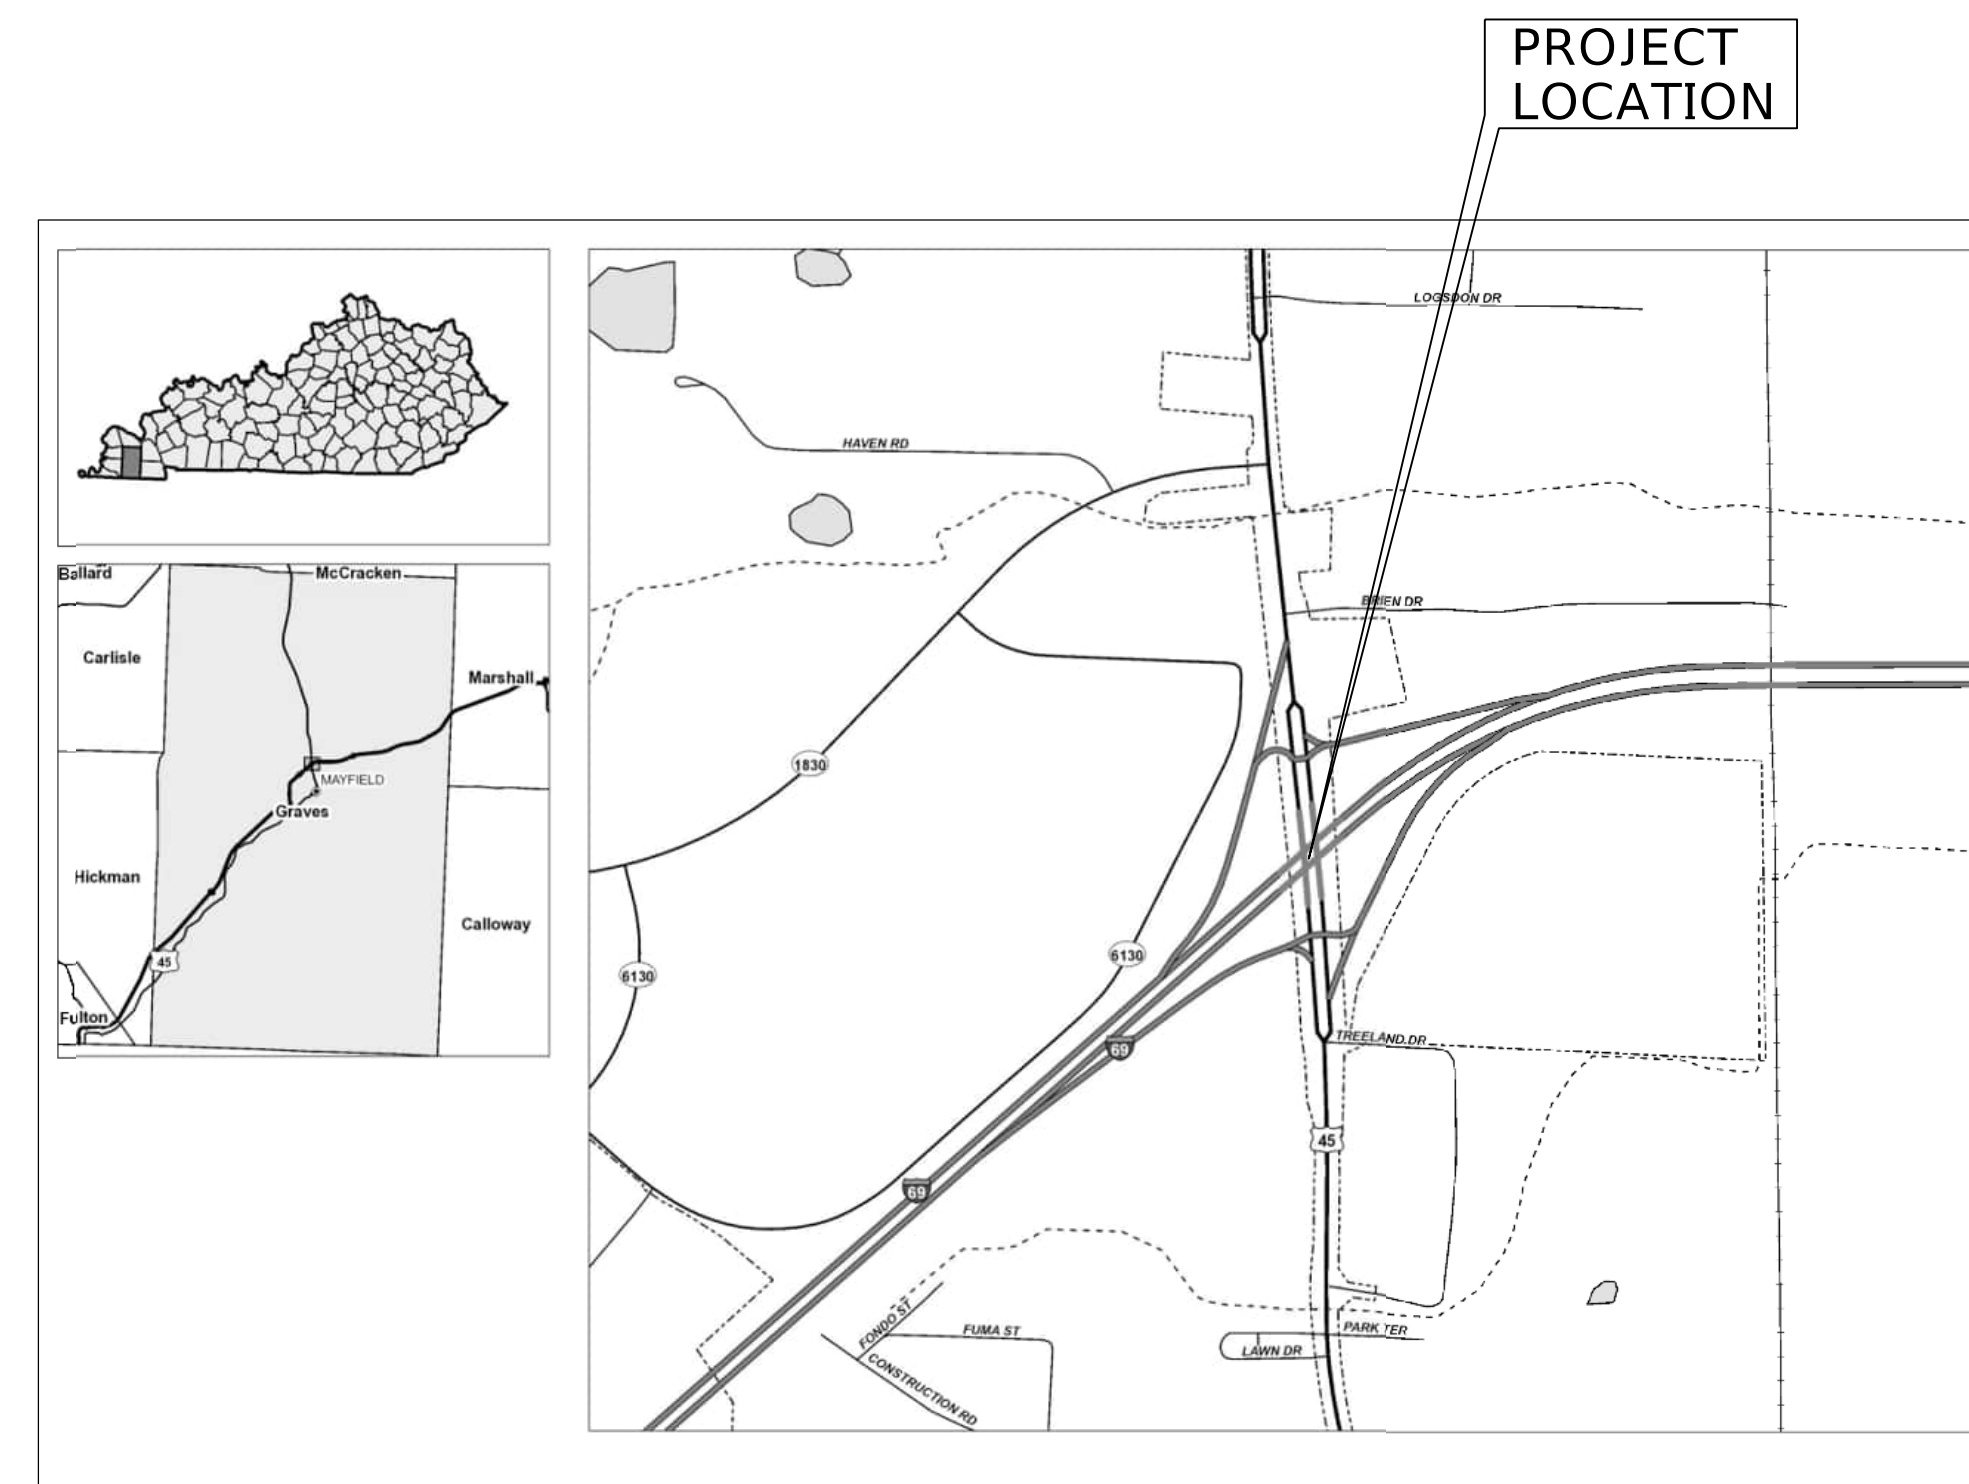 PROJECT
LOCATION
LOGSDON DR
HAVEN RD
Ballard
McCracken
BRIEN DR
Carlisle
Marshall
1830
MAYFIELD
Graves
Hickman
Calloway
45
6130
6130
Fulton
TREELAND DR
69
45
69
FONDO ST
FUMA ST
PARK TER
LAWN DR
CONSTRUCTION RD